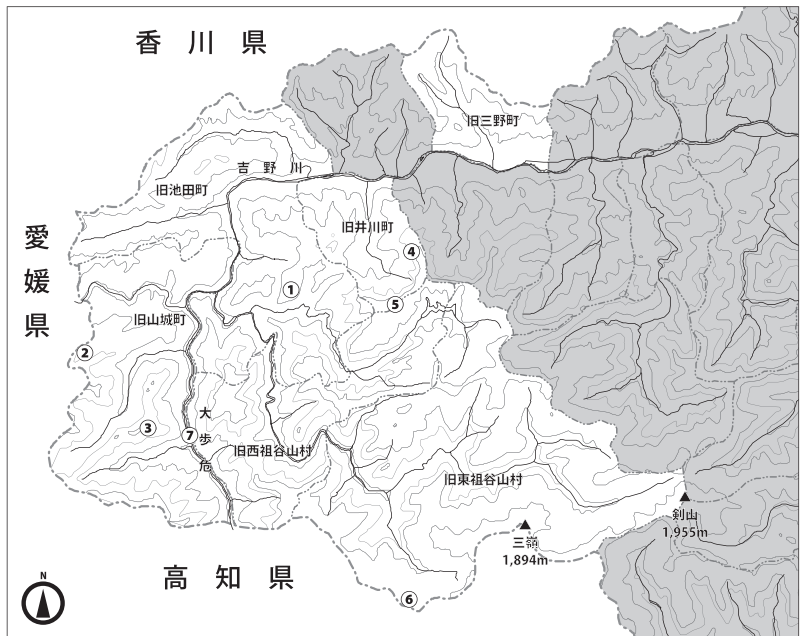 香川県
旧三野町
吉野川
旧池田町
愛媛県
旧井川町
④
①
⑤
旧山城町
②
大歩危
③
⑦
旧西祖谷山村
旧東祖谷山村
剣山
1,955m
三嶺
1,894m
高知県
N
⑥